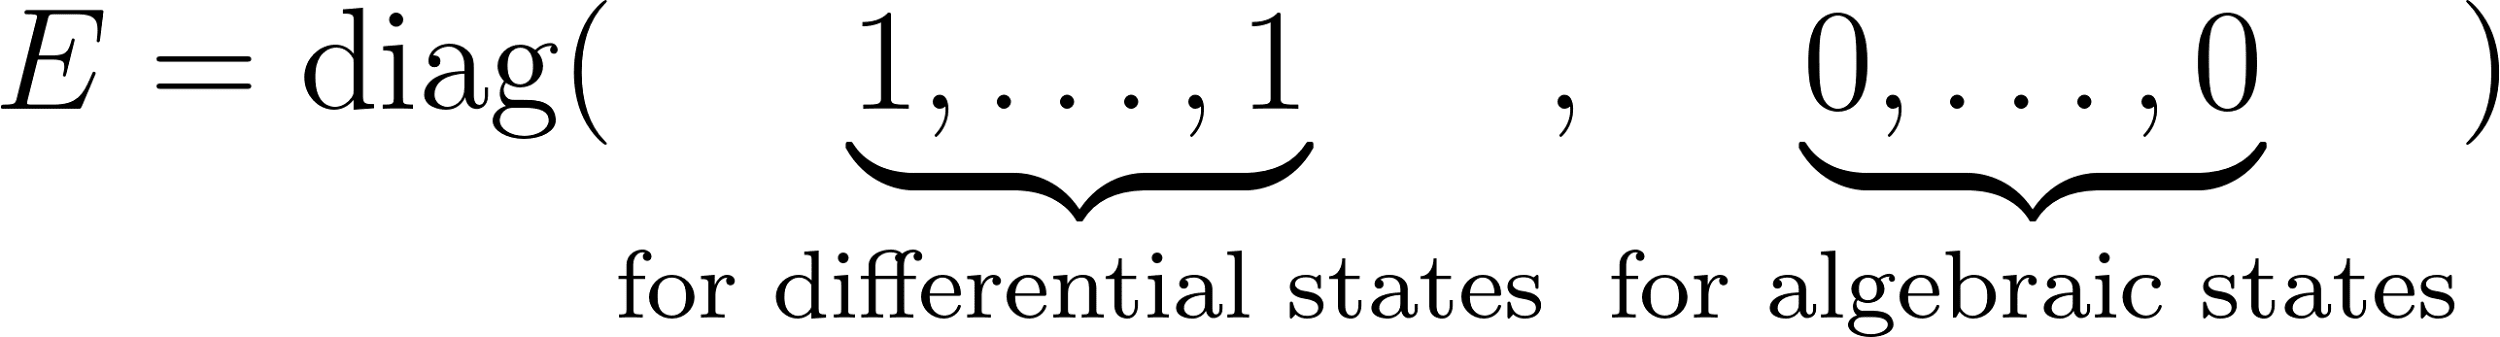 E = diag( 1, . . . , 1 , 0, . . . , 0 )
for differential states for algebraic states